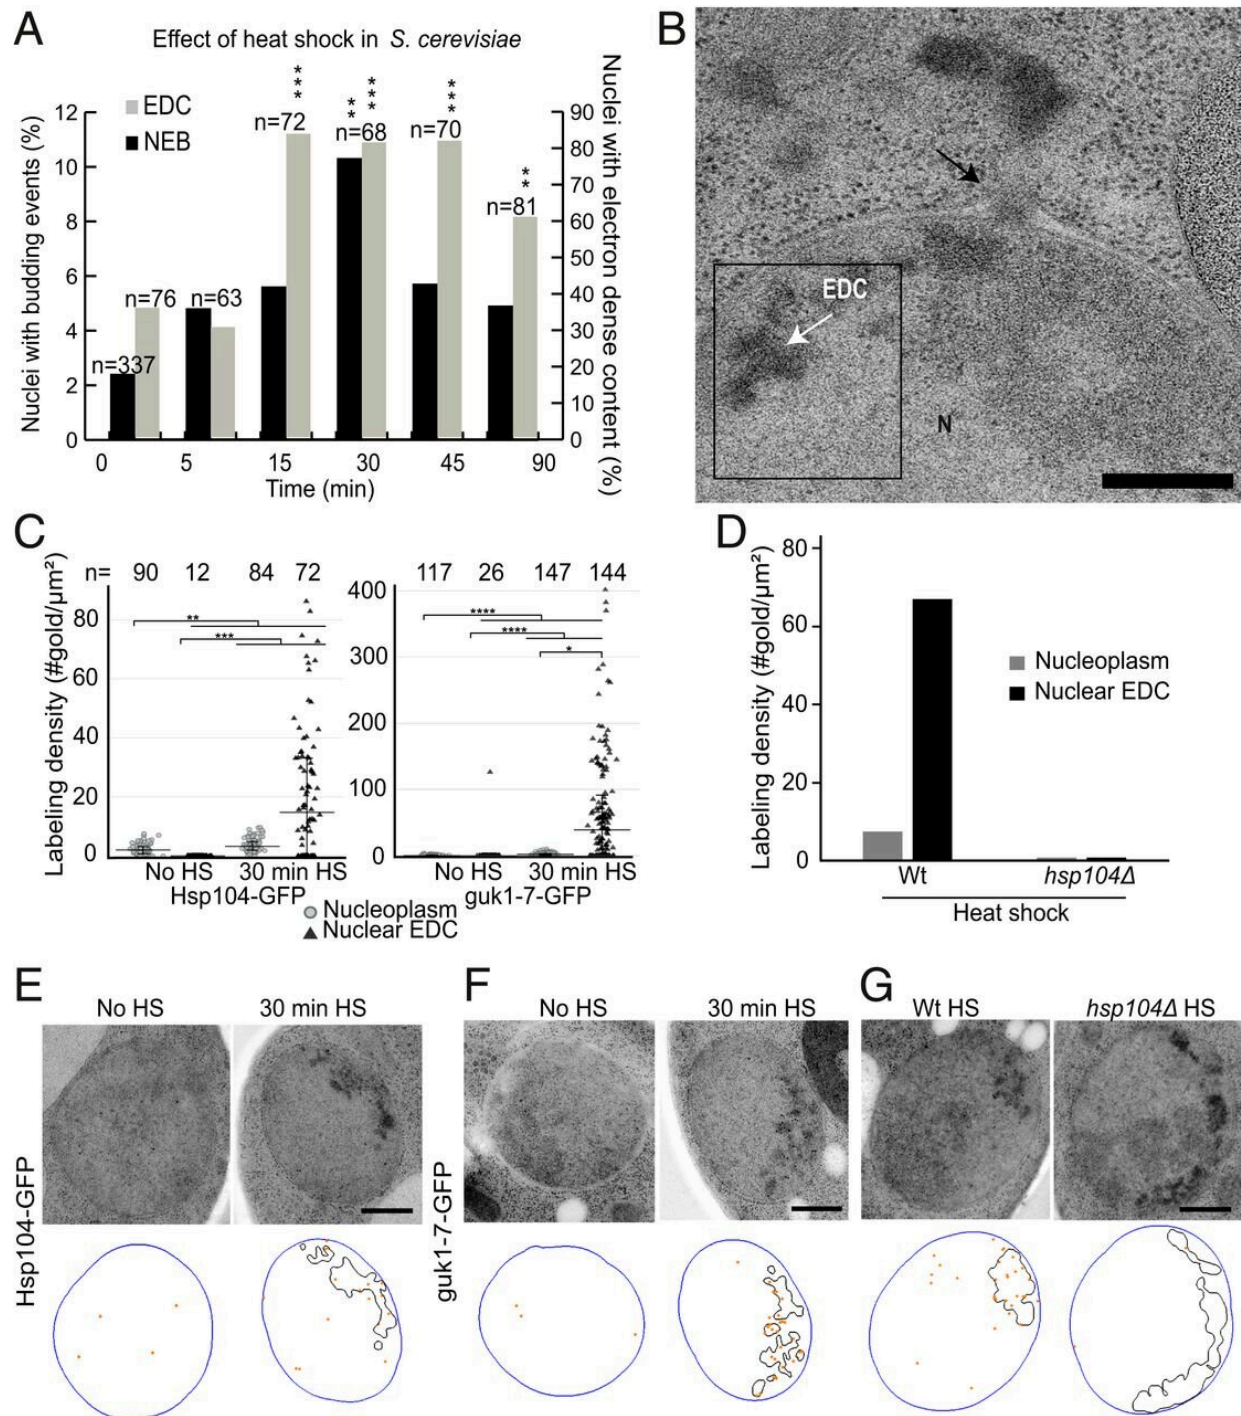 A
Effect of heat shock in S. cerevisiae
Nuclei with budding events (%)
12
10
8
6
4
2
0
EDC
NEB
n=337
n=76
n=63
***
n=72
**
***
n=68
***
n=70
**
n=81
90
80
70
60
50
40
30
20
10
0
Nuclei with electron dense content (%)
0 5 15 30 45 90
Time (min)
B
EDC
N
C
Labeling density (#gold/µm²)
n= 90 12 84 72
80
60
40
20
0
**
***
No HS 30 min HS
Hsp104-GFP
117 26 147 144
400
300
200
100
0
****
****
*
No HS 30 min HS
guk1-7-GFP
Nucleoplasm
Nuclear EDC
D
Labeling density (#gold/µm²)
80
60
40
20
0
Nucleoplasm
Nuclear EDC
Wt hsp104Δ
Heat shock
E
No HS 30 min HS
Hsp104-GFP
F
No HS 30 min HS
guk1-7-GFP
G
Wt HS hsp104Δ HS